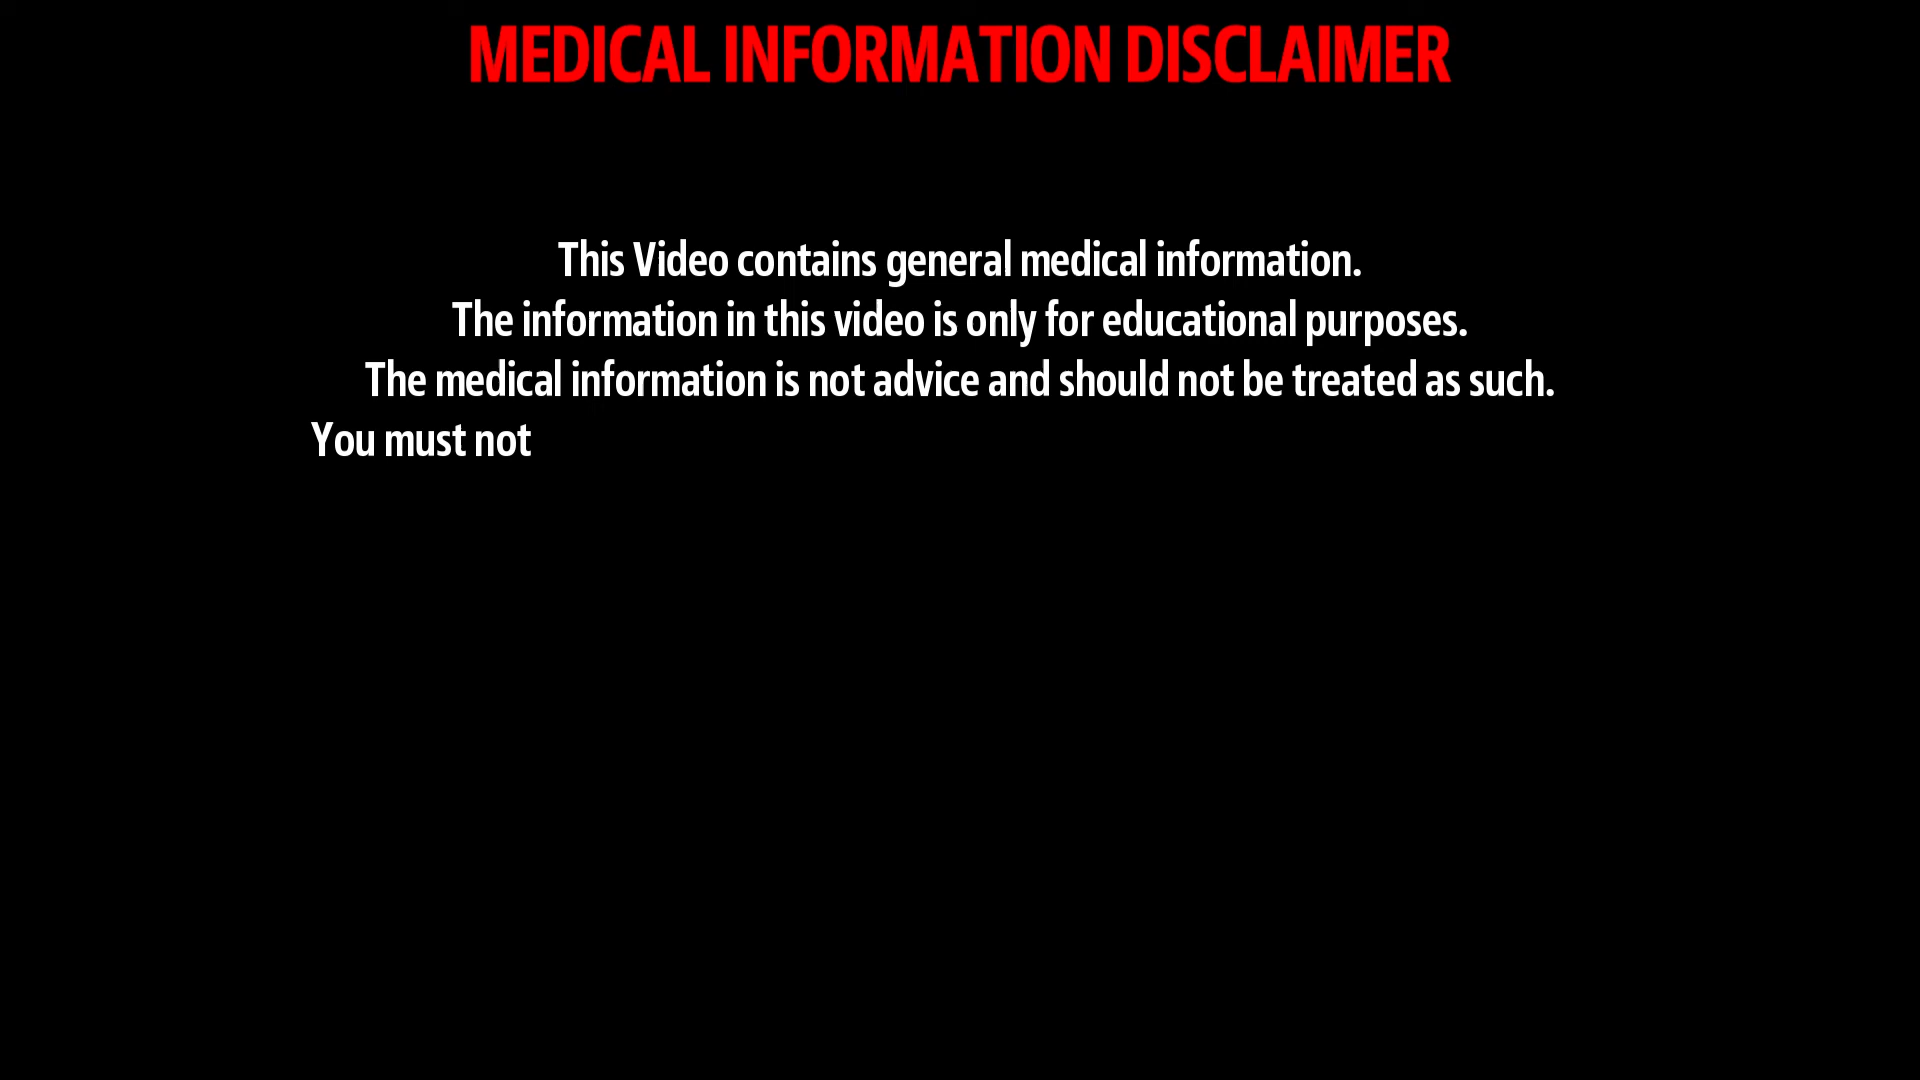 MEDICAL INFORMATION DISCLAIMER
This Video contains general medical information.
The information in this video is only for educational purposes.
The medical information is not advice and should not be treated as such.
You must not